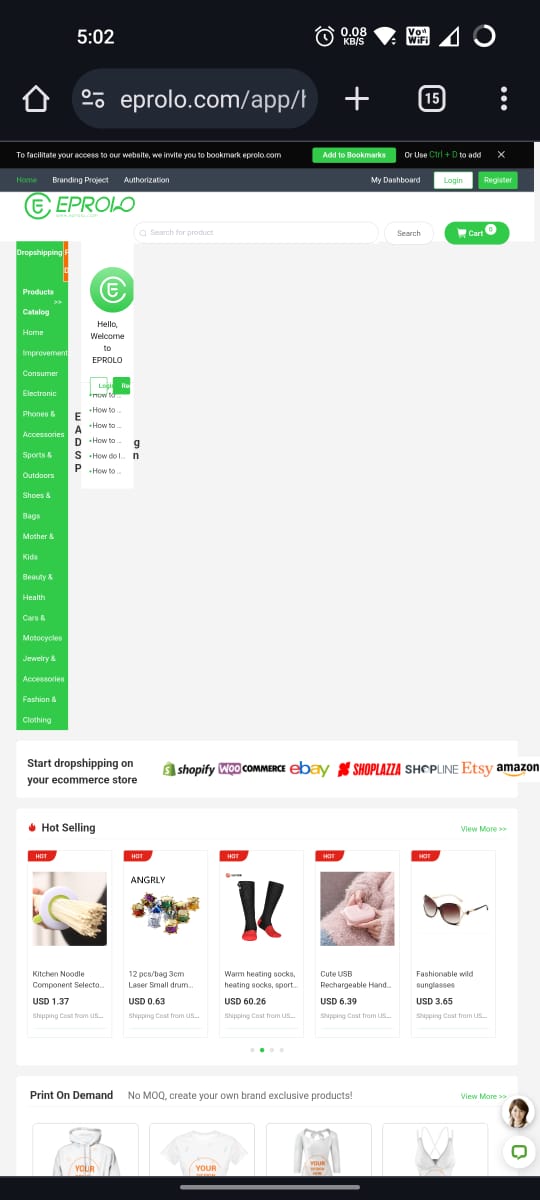 5:02
0.08
KB/S
Vo
WiFi
eprolo.com/app/h
15
To facilitate your access to our website, we invite you to bookmark eprolo.com
Add to Bookmarks
Or Use Ctrl + D to add
Home
Branding Project
Authorization
My Dashboard
Login
Register
EPROLO
Search for product
Search
Cart 0
Dropshipping
Products
>>
Catalog
Home
Improvement
Consumer
Electronic
Phones &
Accessories
Sports &
Outdoors
Shoes &
Bags
Mother &
Kids
Beauty &
Health
Cars &
Motocycles
Jewelry &
Accessories
Fashion &
Clothing
Hello,
Welcome
to
EPROLO
Login
Re
•How to ...
•How to ...
•How to ...
•How to ...
•How do I...
•How to ...
Start dropshipping on
your ecommerce store
shopify
WOO COMMERCE
ebay
SHOPLAZZA
SHOPLINE
Etsy
amazon
Hot Selling
View More >>
HOT
HOT
HOT
HOT
HOT
ANGRLY
Kitchen Noodle
Component Selecto...
USD 1.37
Shipping Cost from US...
12 pcs/bag 3cm
Laser Small drum...
USD 0.63
Shipping Cost from US...
Warm heating socks,
heating socks, sport...
USD 60.26
Shipping Cost from US...
Cute USB
Rechargeable Hand...
USD 6.39
Shipping Cost from US...
Fashionable wild
sunglasses
USD 3.65
Shipping Cost from US...
Print On Demand
No MOQ, create your own brand exclusive products!
View More >>
YOUR
YOUR
DESIGN
HERE
YOUR
YOUR